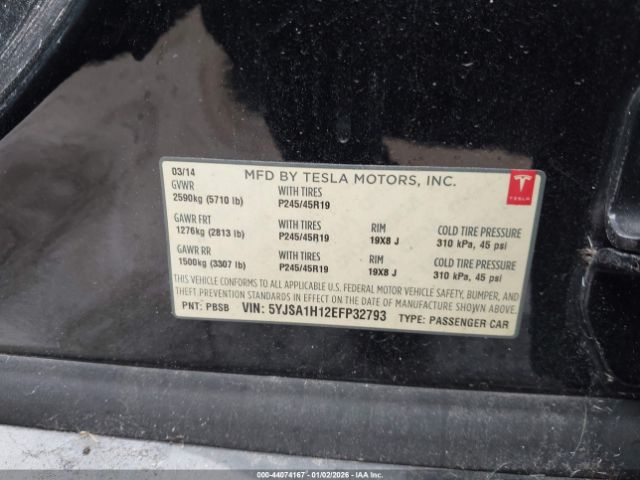 03/14 MFD BY TESLA MOTORS, INC.
GVWR WITH TIRES
2590kg (5710 lb) P245/45R19
TESLA
GAWR FRT WITH TIRES RIM COLD TIRE PRESSURE
1276kg (2813 lb) P245/45R19 19X8 J 310 kPa, 45 psi
GAWR RR WITH TIRES RIM COLD TIRE PRESSURE
1500kg (3307 lb) P245/45R19 19X8 J 310 kPa, 45 psi
THIS VEHICLE CONFORMS TO ALL APPLICABLE U.S. FEDERAL MOTOR VEHICLE SAFETY, BUMPER, AND
THEFT PREVENTION STANDARDS IN EFFECT ON THE DATE OF MANUFACTURE SHOWN ABOVE.
PNT: PBSB VIN: 5YJSA1H12EFP32793 TYPE: PASSENGER CAR
000-44074167 - 01/02/2026 - IAA, INC.